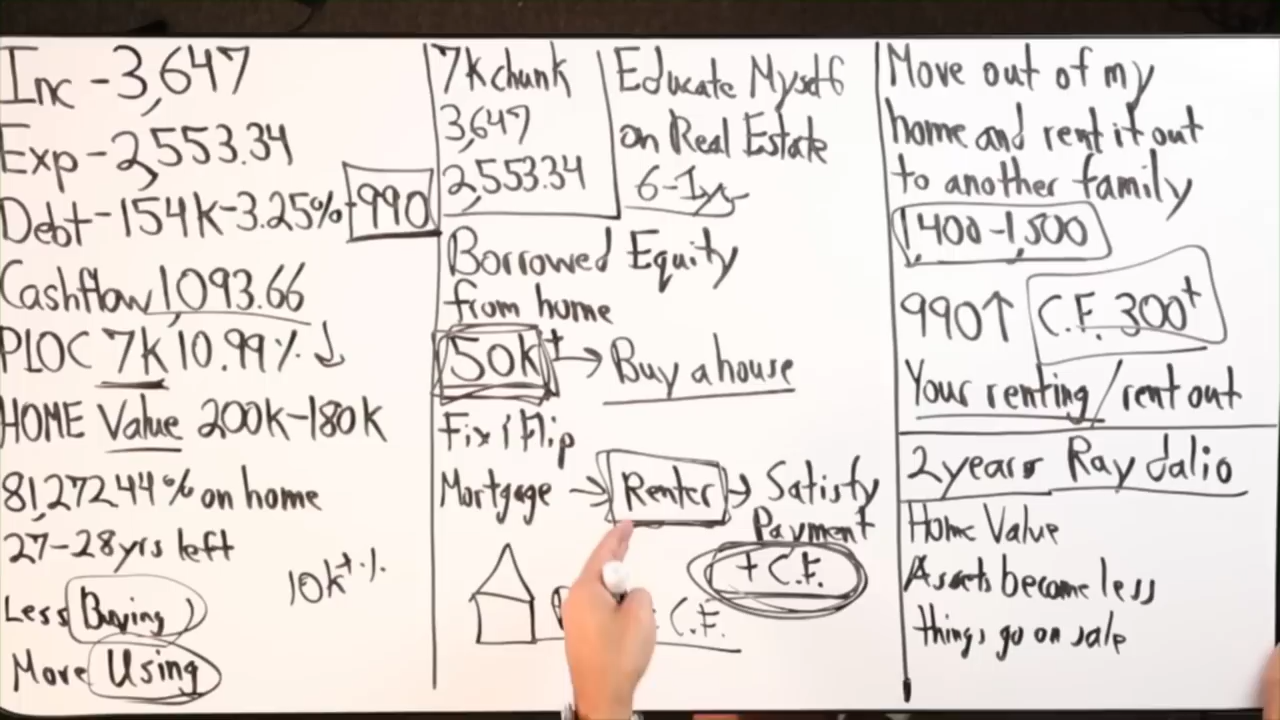 Inc - 3,647
Exp - 2,553.34
Debt - 154K - 3.25% - 990
Cashflow 1,093.66
PLOC 7K 10.99% ↓
HOME Value 200K - 180K
81,272.44 % on home
27-28 yrs left
10K+ %
Less Buying
More Using
7K chunk
3,647
2,553.34
Educate Myself
on Real Estate
6-1yr
Borrowed Equity
from home
50K+ → Buy a house
Fix & Flip
Mortgage → Renter → Satisfy
Payment
+ C.F.
C.F.
Move out of my
home and rent it out
to another family
1,400 - 1,500
990 ↑ C.F. 300+
Your renting / rent out
2 years Ray dalio
Home Value
Assets become less
things go on sale